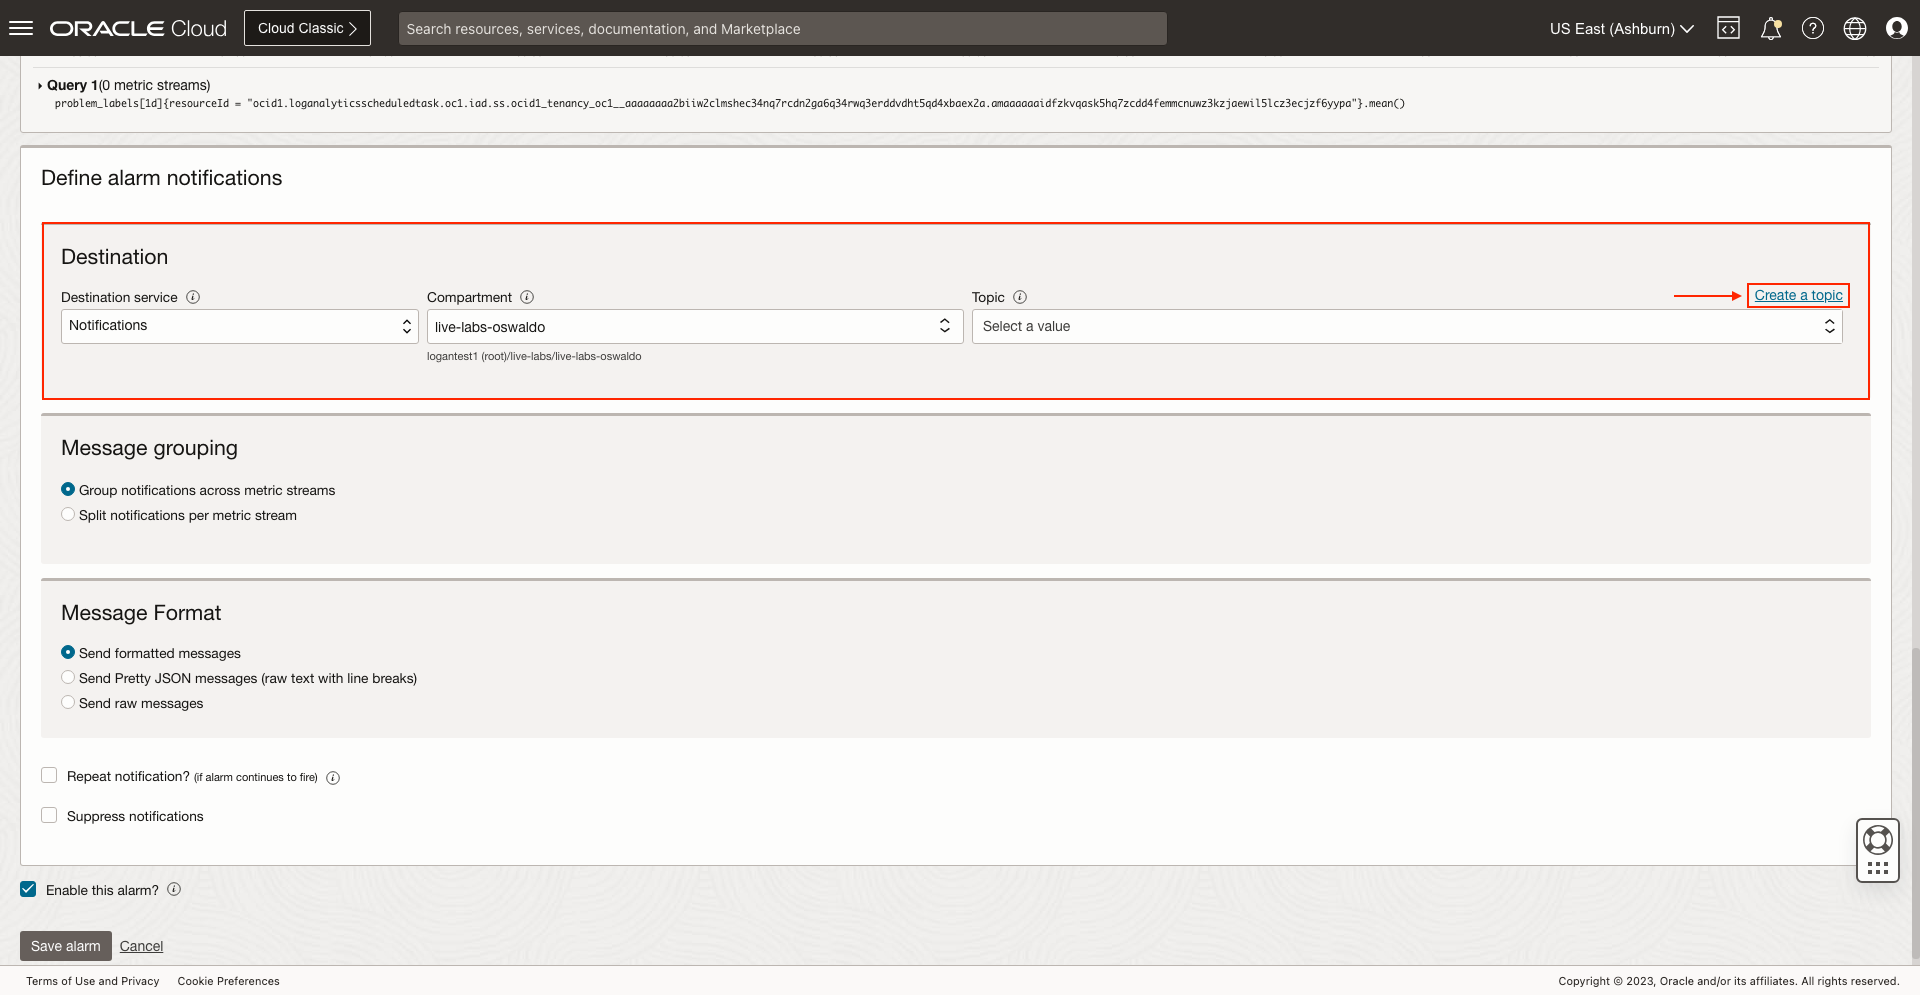 ORACLE Cloud
Cloud Classic
Search resources, services, documentation, and Marketplace
US East (Ashburn)
Query 1(0 metric streams)
problem_labels[1d]{resourceId = "ocid1.loganalyticsscheduledtask.oc1.iad.ss.ocid1_tenancy_oc1__aaaaaaaa2biiw2clmshec34nq7rcdn2ga6q34rwq3erddvdht5qd4xbaex2a.amaaaaaaidfzkvqask5hq7zcdd4femmcnuwz3kzjaewil5lcz3ecjzf6yypa"}.mean()
Define alarm notifications
Destination
Destination service
Compartment
Topic
Create a topic
Notifications
live-labs-oswaldo
Select a value
logantest1 (root)/live-labs/live-labs-oswaldo
Message grouping
Group notifications across metric streams
Split notifications per metric stream
Message Format
Send formatted messages
Send Pretty JSON messages (raw text with line breaks)
Send raw messages
Repeat notification? (if alarm continues to fire)
Suppress notifications
Enable this alarm?
Save alarm
Cancel
Terms of Use and Privacy
Cookie Preferences
Copyright © 2023, Oracle and/or its affiliates. All rights reserved.